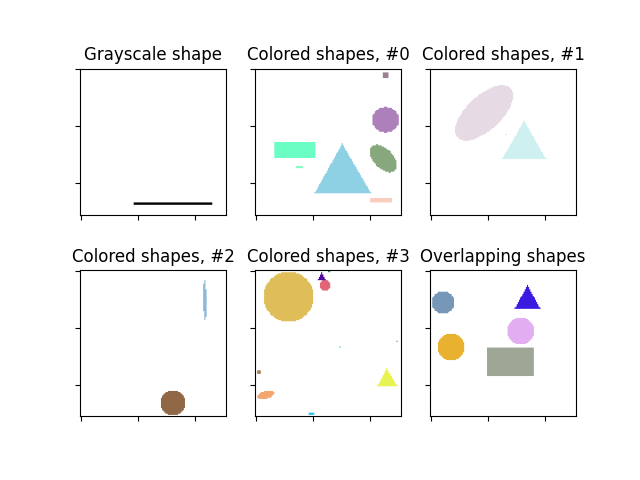 Grayscale shape
Colored shapes, #0
Colored shapes, #1
Colored shapes, #2
Colored shapes, #3
Overlapping shapes